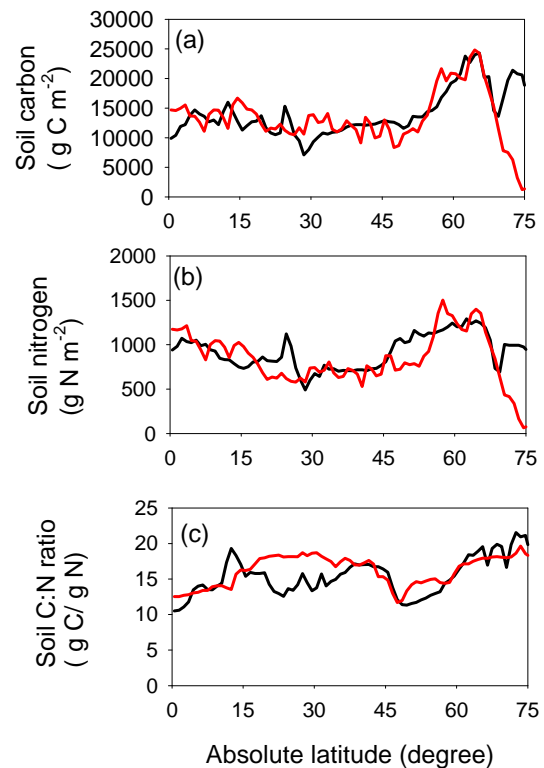 (a)
Soil carbon
( g C m-2)
30000
25000
20000
15000
10000
5000
0
0 15 30 45 60 75
(b)
Soil nitrogen
(g N m-2)
2000
1500
1000
500
0
0 15 30 45 60 75
(c)
Soil C:N ratio
( g C/ g N)
25
20
15
10
5
0
0 15 30 45 60 75
Absolute latitude (degree)